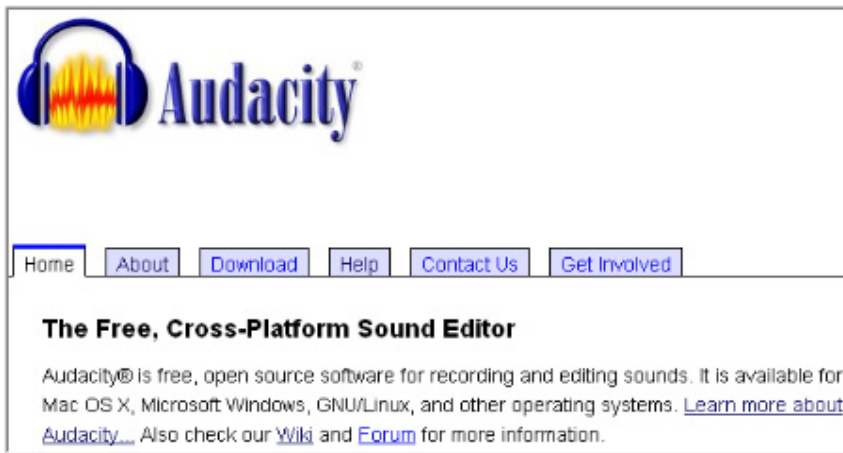 Audacity®
Home About Download Help Contact Us Get Involved
The Free, Cross-Platform Sound Editor
Audacity® is free, open source software for recording and editing sounds. It is available for
Mac OS X, Microsoft Windows, GNU/Linux, and other operating systems. Learn more about
Audacity... Also check our Wiki and Forum for more information.